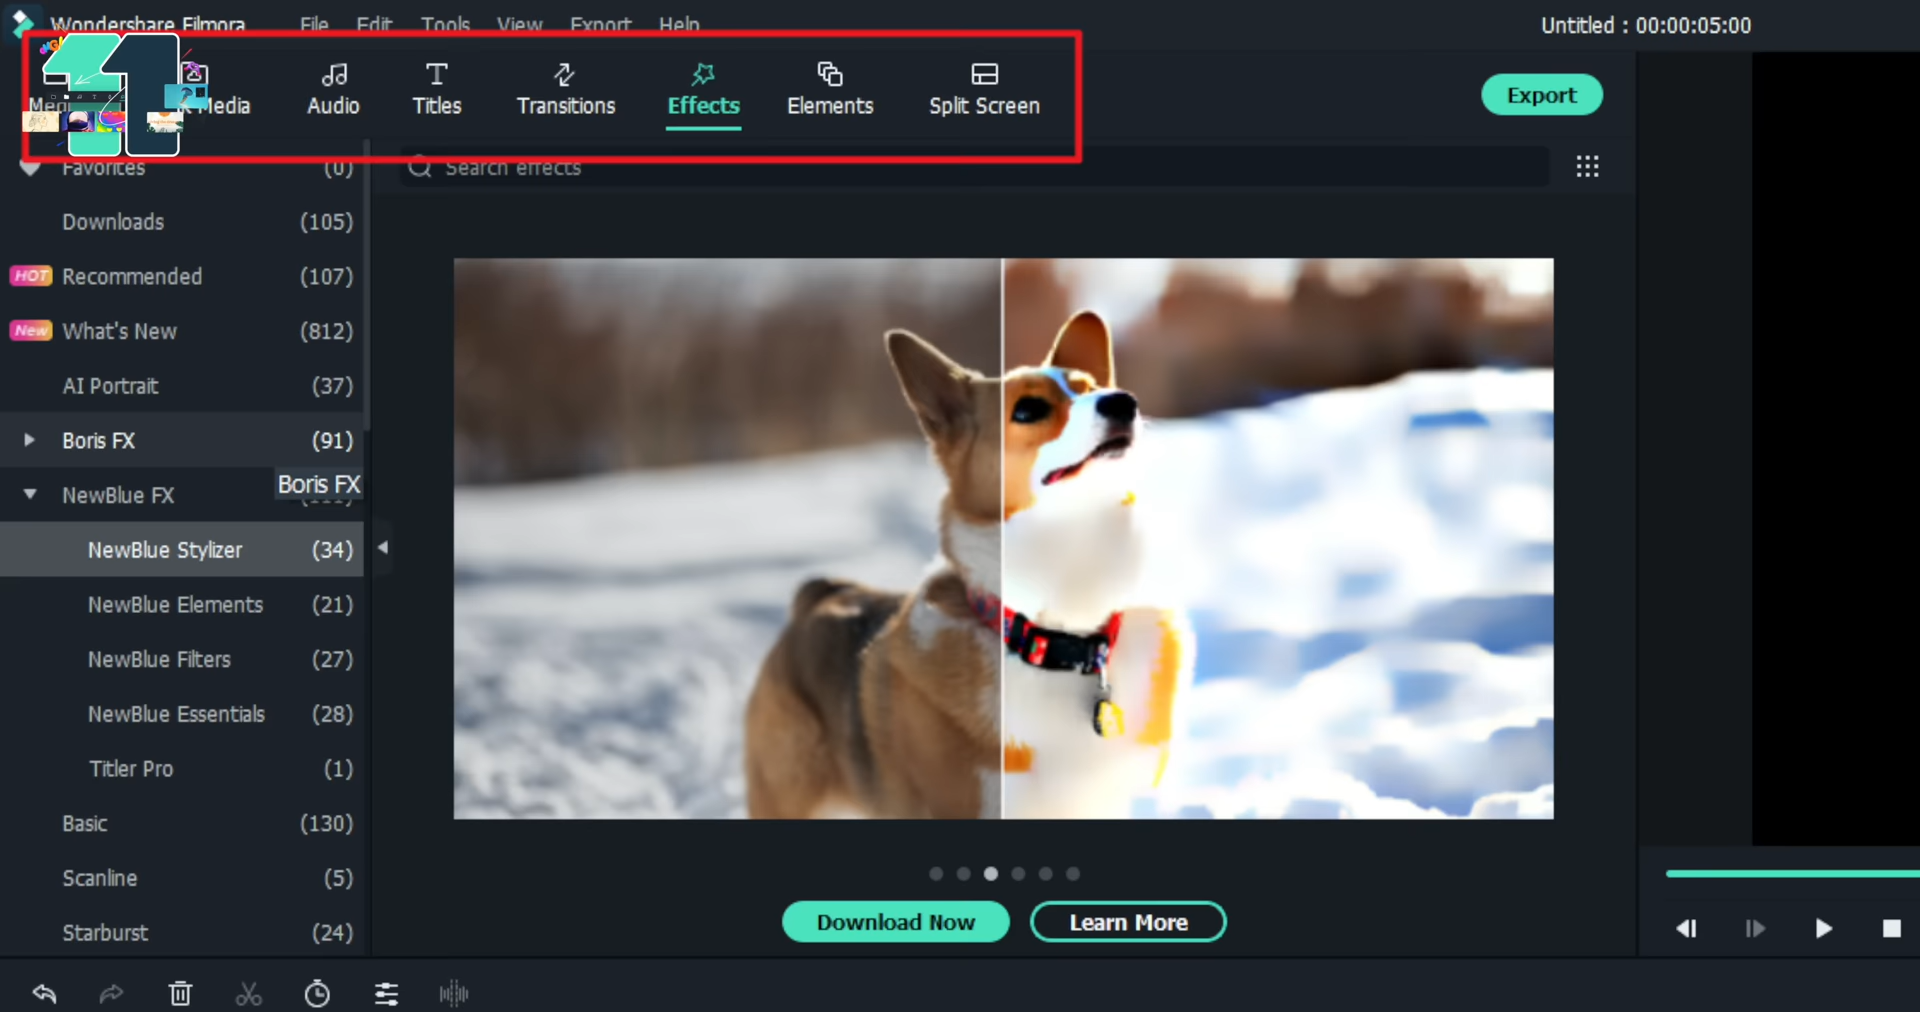 Wondershare Filmora File Edit Tools View Export Help
Untitled : 00:00:05:00
Media Audio Titles Transitions Effects Elements Split Screen
Export
Favorites (0)
Search effects
Downloads (105)
HOT Recommended (107)
New What's New (812)
AI Portrait (37)
Boris FX (91)
NewBlue FX
Boris FX
NewBlue Stylizer (34)
NewBlue Elements (21)
NewBlue Filters (27)
NewBlue Essentials (28)
Titler Pro (1)
Basic (130)
Scanline (5)
Starburst (24)
Download Now Learn More